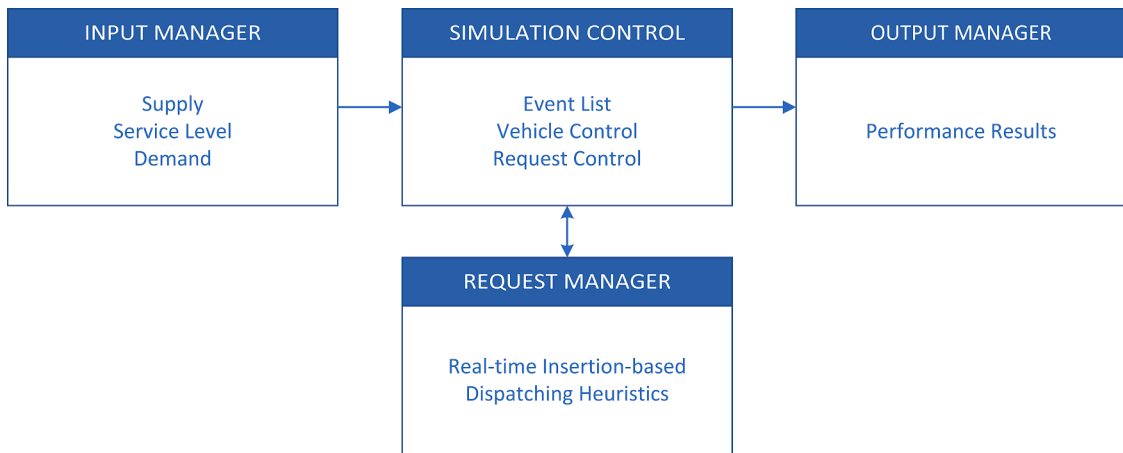 INPUT MANAGER
Supply
Service Level
Demand
SIMULATION CONTROL
Event List
Vehicle Control
Request Control
OUTPUT MANAGER
Performance Results
REQUEST MANAGER
Real-time Insertion-based
Dispatching Heuristics